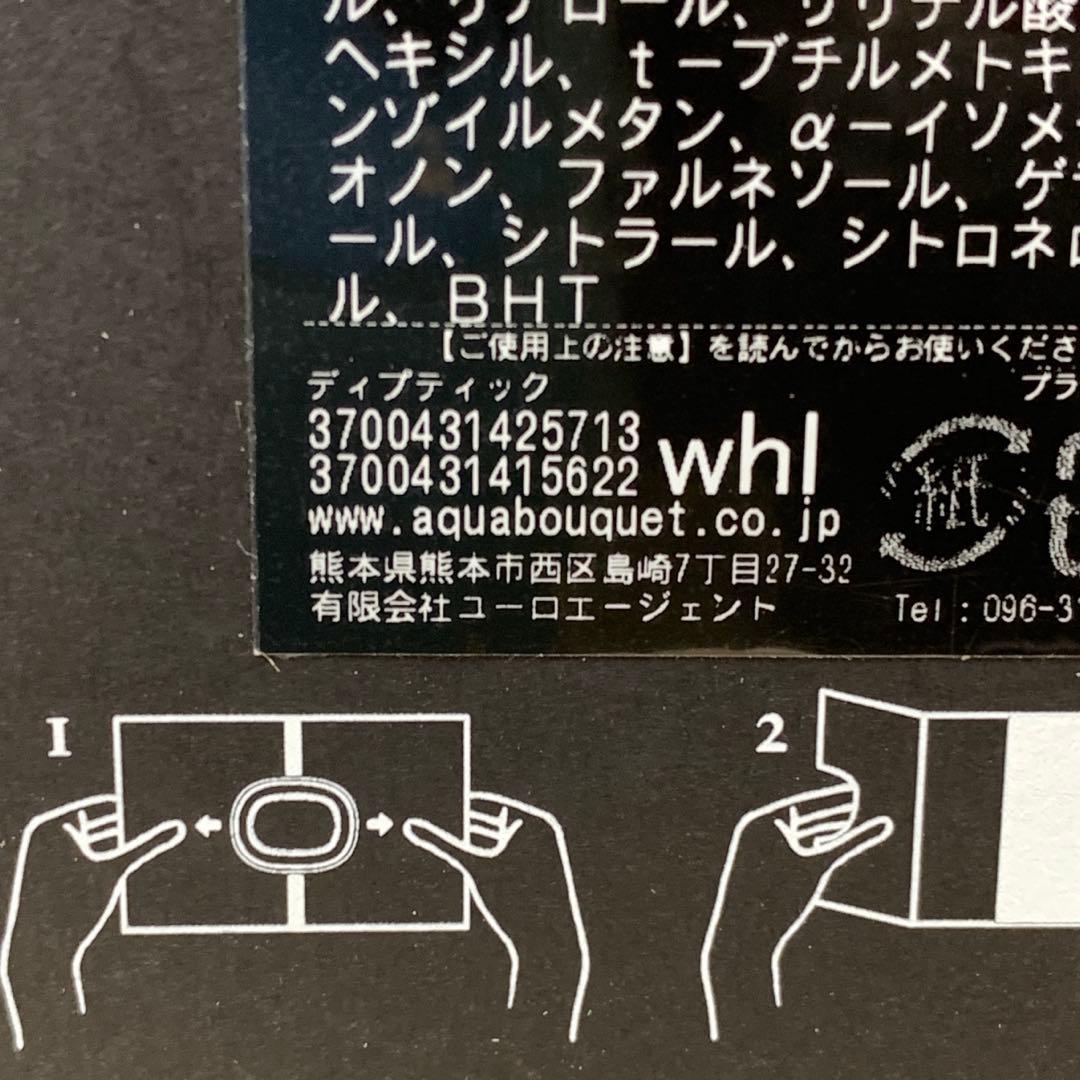 ル、リナロール、サリチル酸
ヘキシル、t－ブチルメトキ
ンゾイルメタン、α－イソメ
オノン、ファルネソール、ゲ
ール、シトラール、シトロネロ
ル、BHT
【ご使用上の注意】を読んでからお使いくださ
ディプティック
プラ
3700431425713
3700431415622
whl
紙
www.aquabouquet.co.jp
熊本県熊本市西区島崎7丁目27-32
有限会社ユーロエージェント
Tel：096-31
1
2